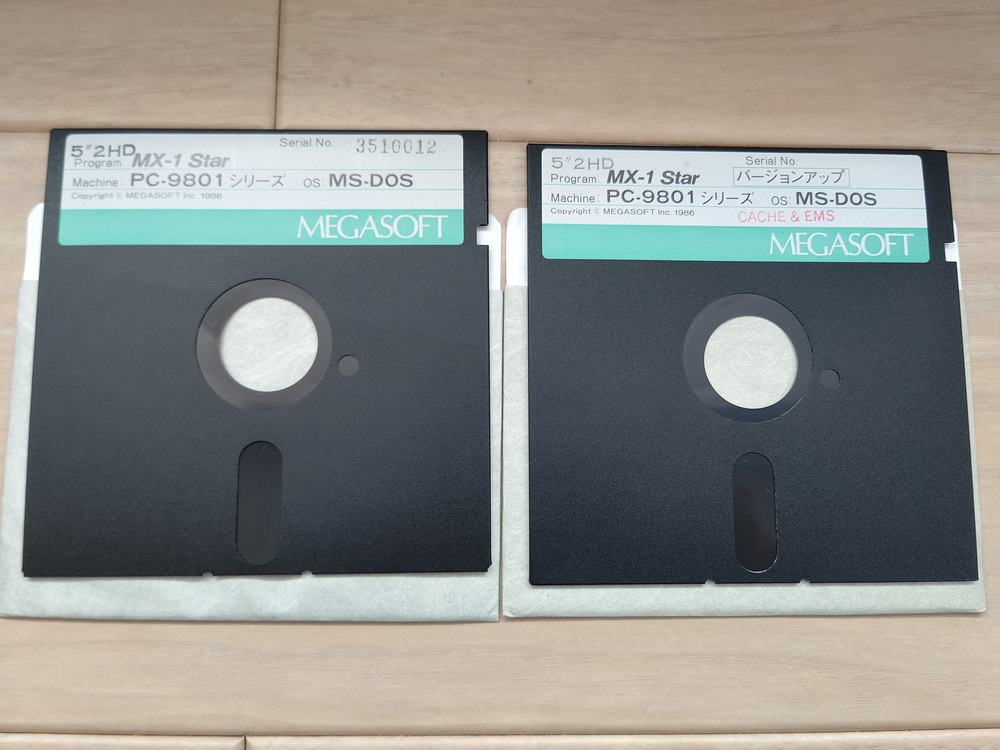 5″2HD
Serial No. 3510012
Program: MX-1 Star
Machine: PC-9801シリーズ OS: MS-DOS
Copyright © MEGASOFT Inc. 1986
MEGASOFT
5″2HD
Serial No.
Program: MX-1 Star バージョンアップ
Machine: PC-9801シリーズ OS: MS-DOS
Copyright © MEGASOFT Inc. 1986
CACHE & EMS
MEGASOFT